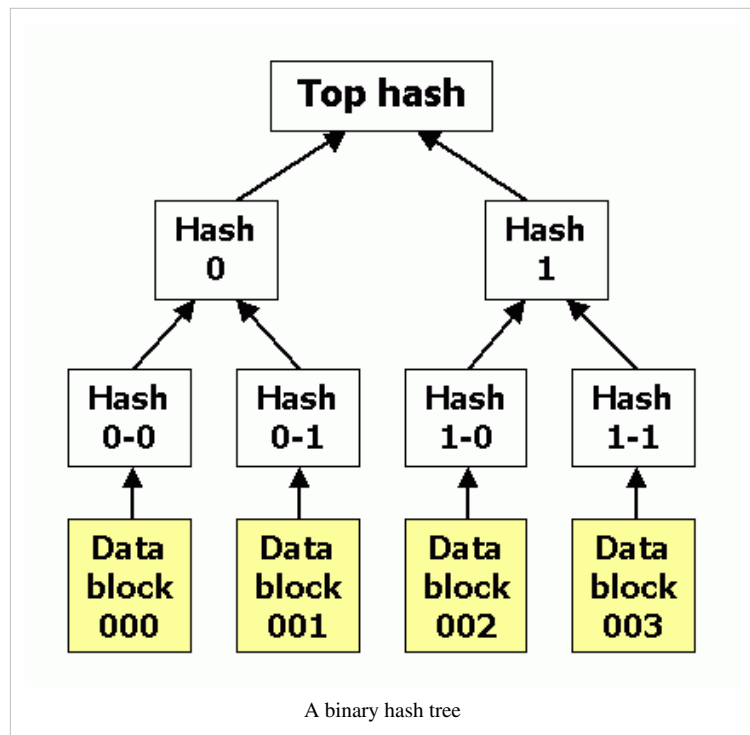 Top hash
Hash
0
Hash
1
Hash
0-0
Hash
0-1
Hash
1-0
Hash
1-1
Data
block
000
Data
block
001
Data
block
002
Data
block
003
A binary hash tree